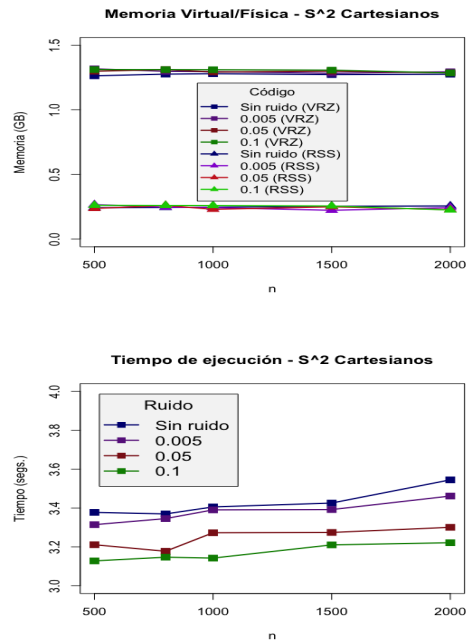 Memoria Virtual/Física - S^2 Cartesianos
Memoria (GB)
1.5
1.0
0.5
0.0
Código
Sin ruido (VRZ)
0.005 (VRZ)
0.05 (VRZ)
0.1 (VRZ)
Sin ruido (RSS)
0.005 (RSS)
0.05 (RSS)
0.1 (RSS)
500 1000 1500 2000
n
Tiempo de ejecución - S^2 Cartesianos
Tiempo (segs.)
4.0
3.8
3.6
3.4
3.2
3.0
Ruido
Sin ruido
0.005
0.05
0.1
500 1000 1500 2000
n